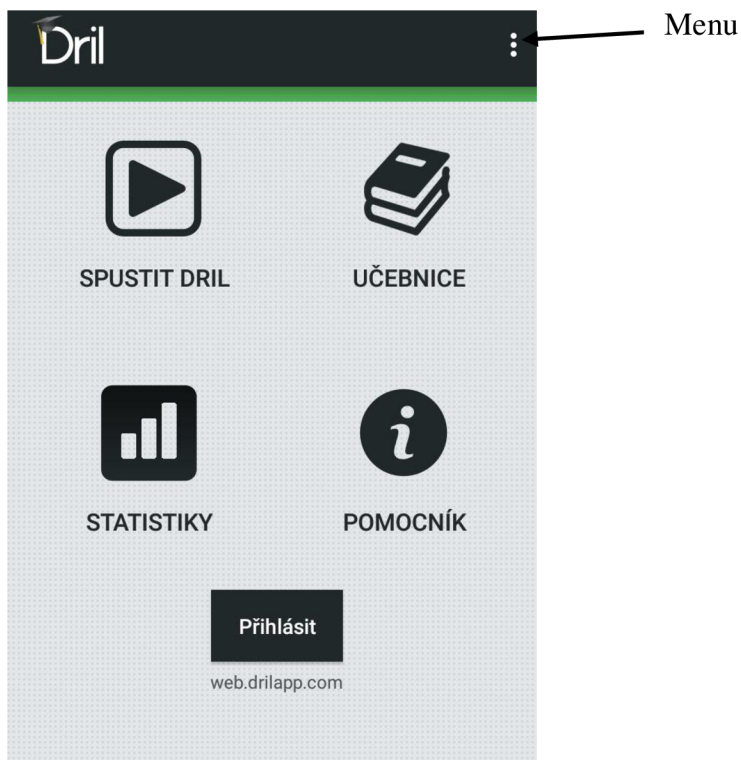 Dril
Menu
SPUSTIT DRIL
UČEBNICE
STATISTIKY
POMOCNÍK
Přihlásit
web.drilapp.com